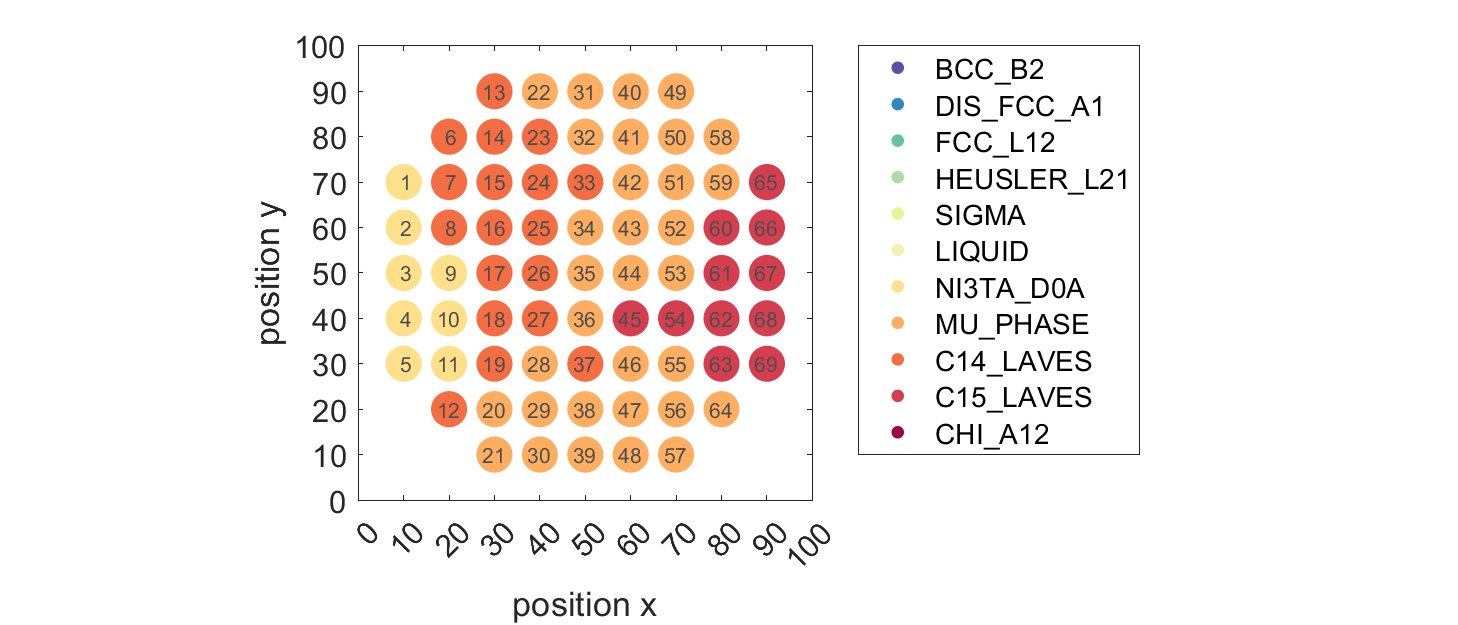 100
90
80
70
60
50
40
30
20
10
0
position y
13 22 31 40 49
6 14 23 32 41 50 58
1 7 15 24 33 42 51 59 65
2 8 16 25 34 43 52 60 66
3 9 17 26 35 44 53 61 67
4 10 18 27 36 45 54 62 68
5 11 19 28 37 46 55 63 69
12 20 29 38 47 56 64
21 30 39 48 57
0 10 20 30 40 50 60 70 80 90 100
position x
BCC_B2
DIS_FCC_A1
FCC_L12
HEUSLER_L21
SIGMA
LIQUID
NI3TA_D0A
MU_PHASE
C14_LAVES
C15_LAVES
CHI_A12